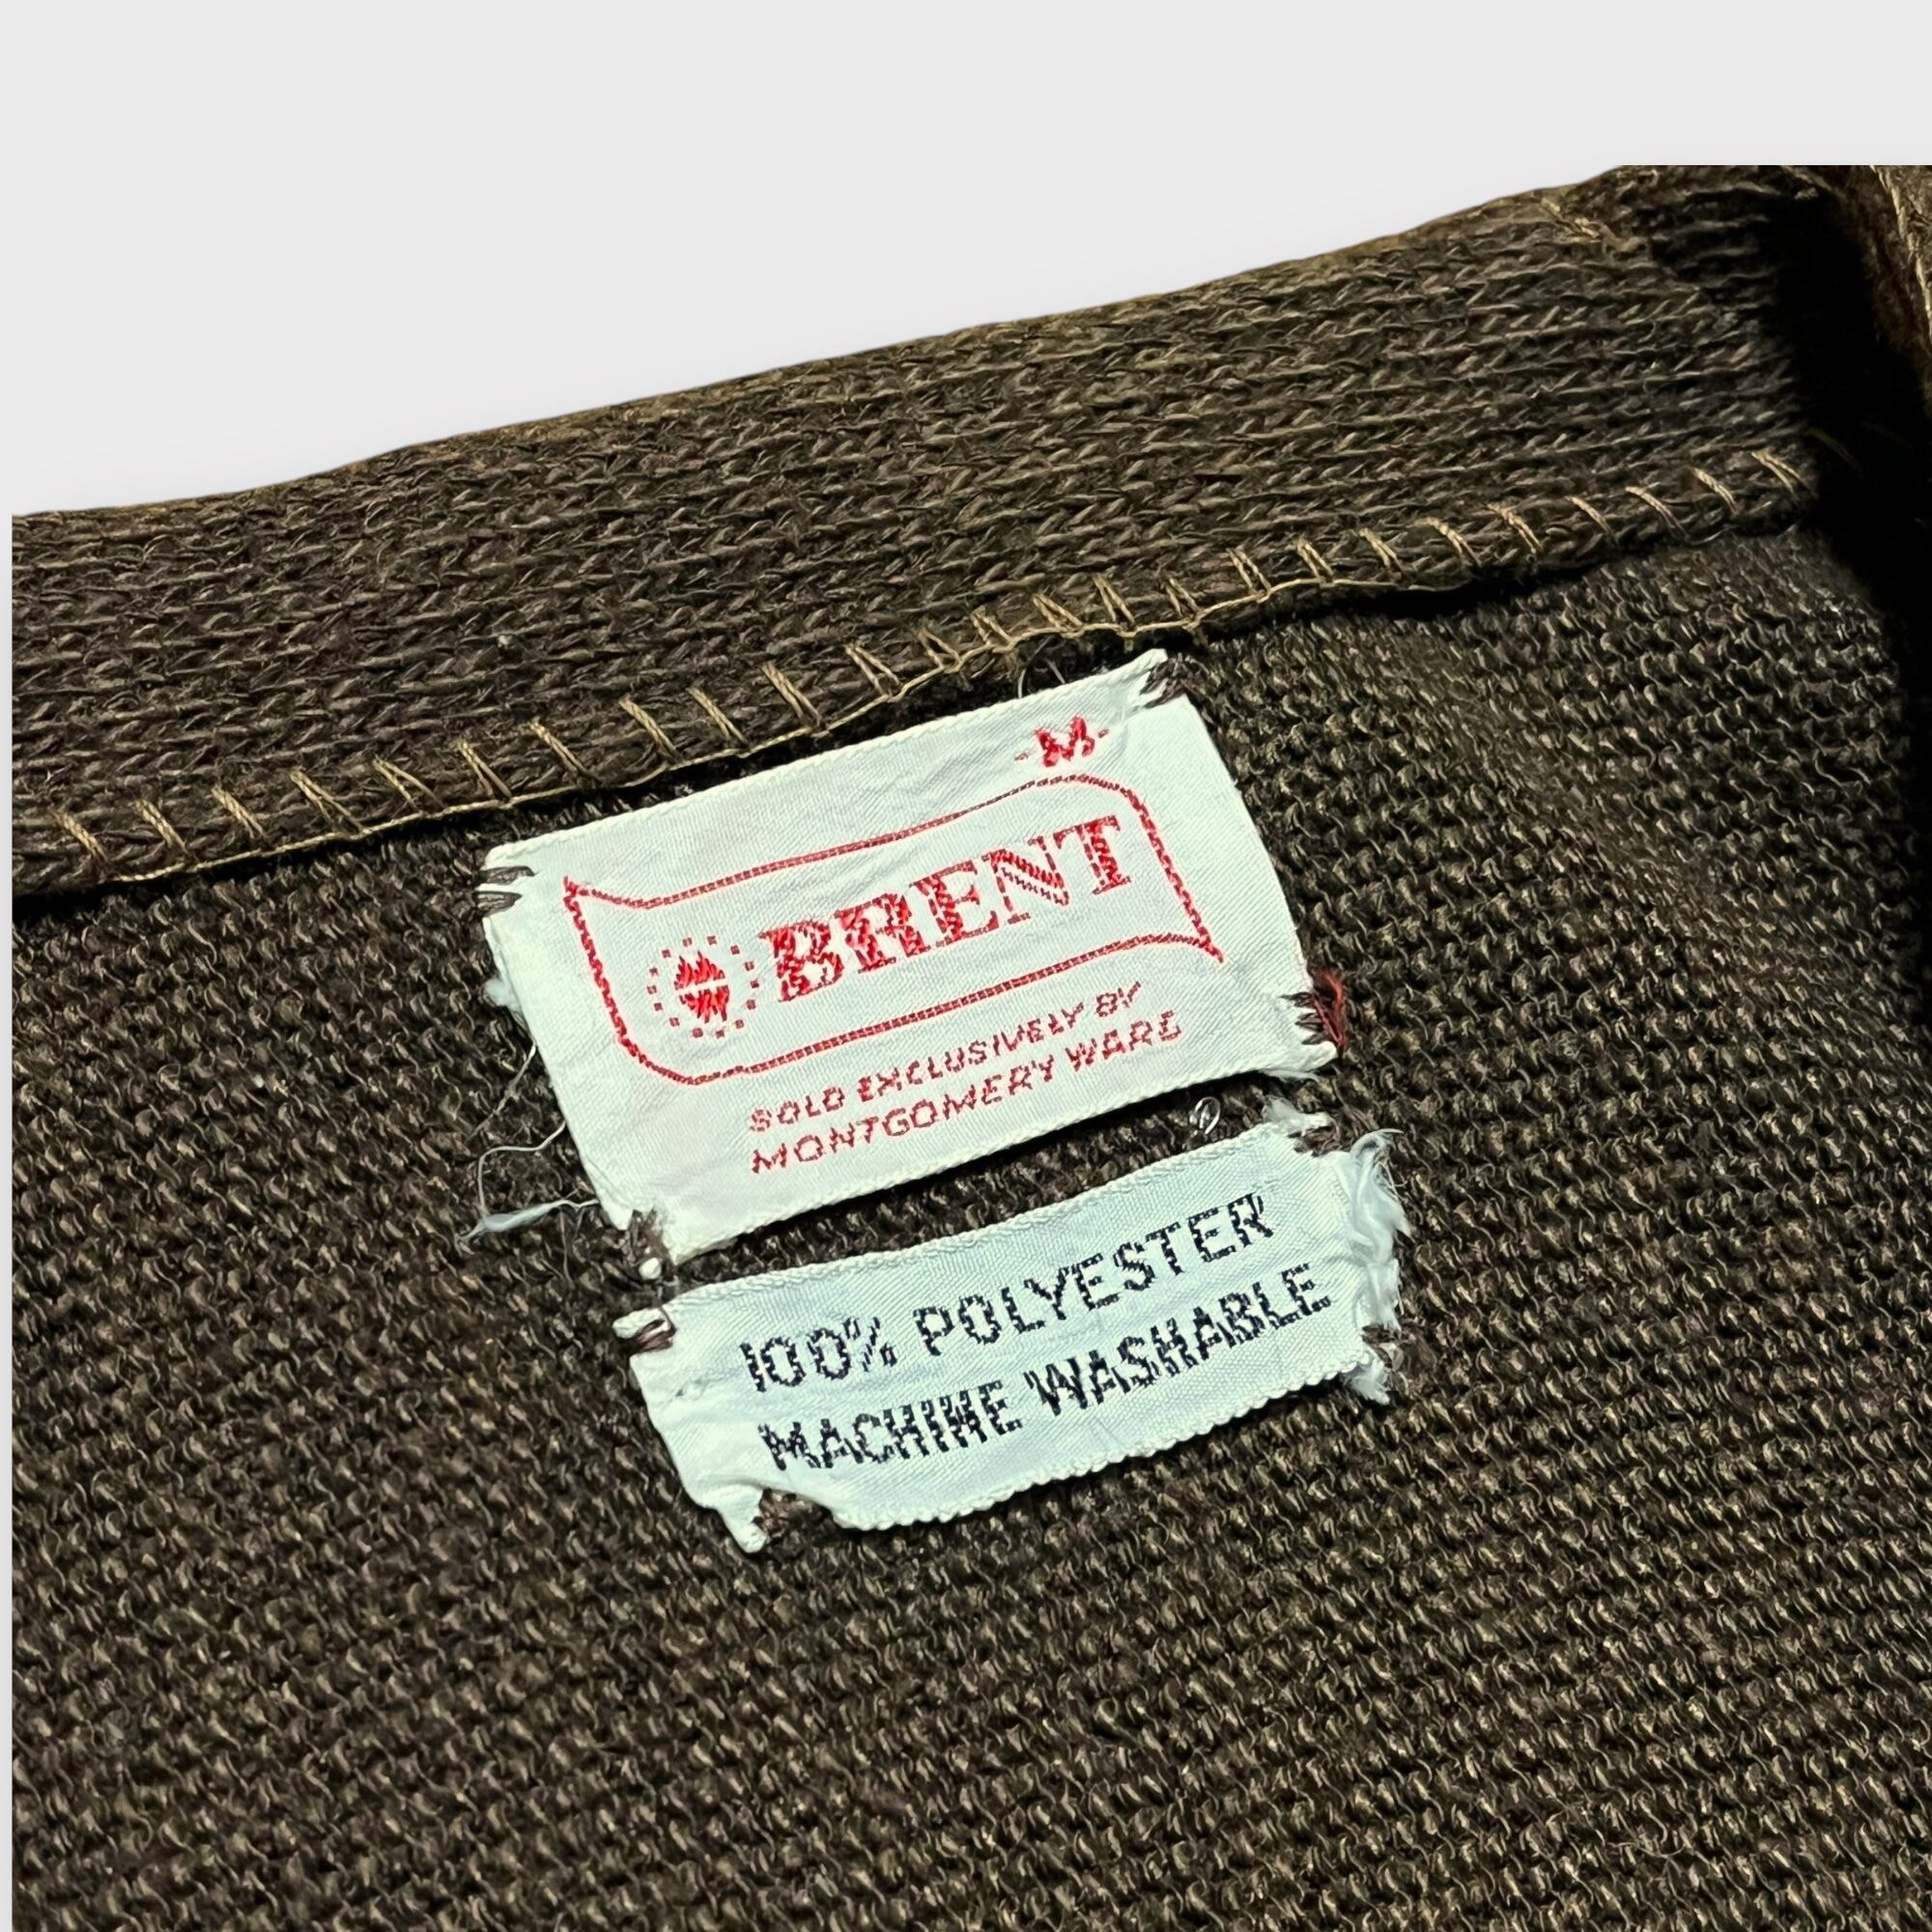 -M-
BRENT
SOLD EXCLUSIVELY BY
MONTGOMERY WARD
100% POLYESTER
MACHINE WASHABLE